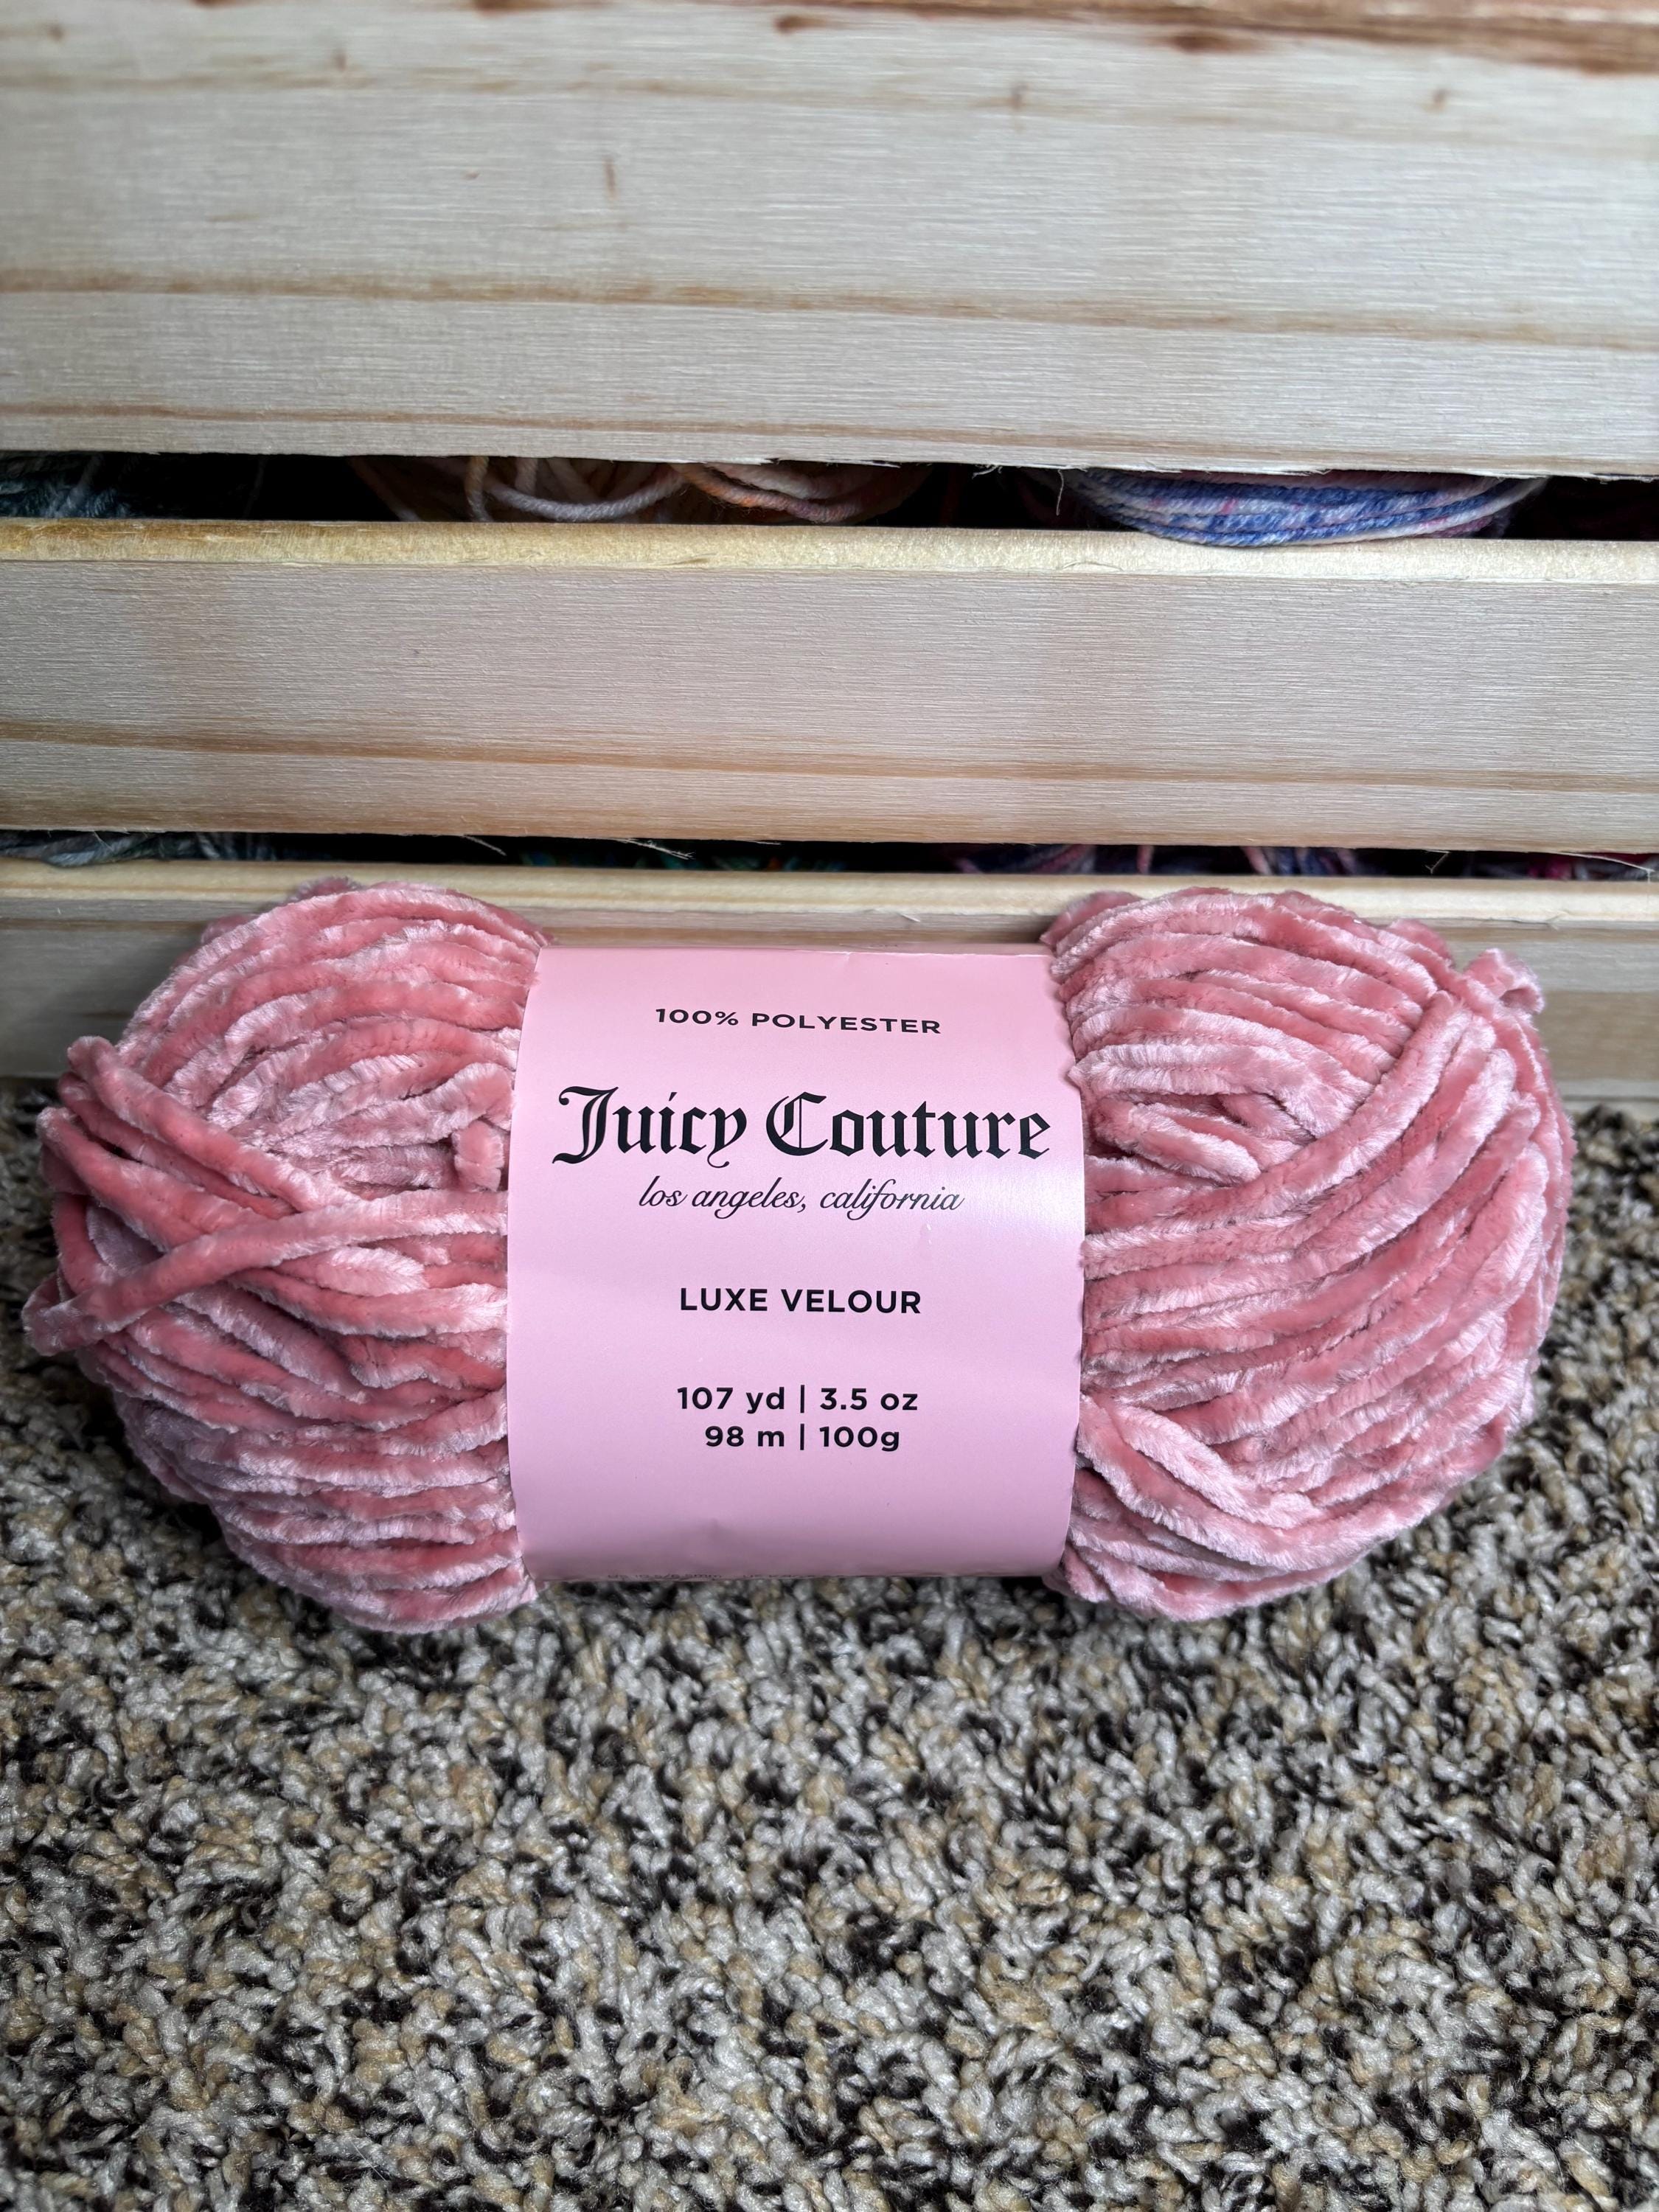 100% POLYESTER
Juicy Couture
los angeles, california
LUXE VELOUR
107 yd | 3.5 oz
98 m | 100g